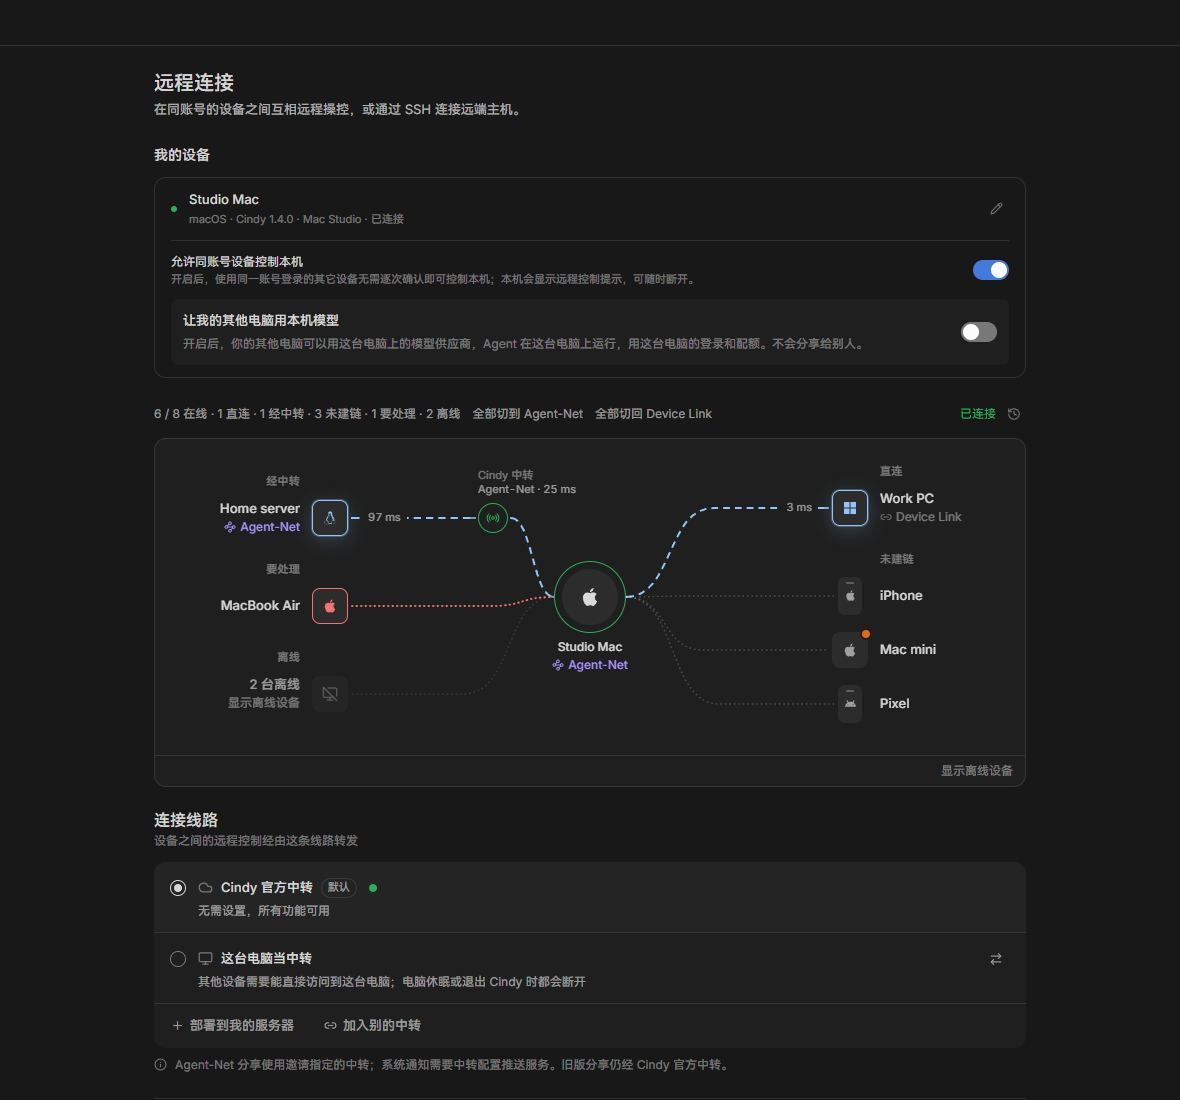 远程连接
在同账号的设备之间互相远程操控，或通过 SSH 连接远端主机。
我的设备
Studio Mac
macOS · Cindy 1.4.0 · Mac Studio · 已连接
允许同账号设备控制本机
开启后，使用同一账号登录的其它设备无需逐次确认即可控制本机；本机会显示远程控制提示，可随时断开。
让我的其他电脑用本机模型
开启后，你的其他电脑可以用这台电脑上的模型供应商，Agent 在这台电脑上运行，用这台电脑的登录和配额。不会分享给别人。
6 / 8 在线 · 1 直连 · 1 经中转 · 3 未建链 · 1 要处理 · 2 离线 全部切到 Agent-Net 全部切回 Device Link 已连接
经中转
Home server
Agent-Net
97 ms
Cindy 中转
Agent-Net · 25 ms
3 ms
直连
Work PC
Device Link
要处理
MacBook Air
未建链
iPhone
Mac mini
Pixel
Studio Mac
Agent-Net
离线
2 台离线
显示离线设备
显示离线设备
连接线路
设备之间的远程控制经由这条线路转发
Cindy 官方中转 默认
无需设置，所有功能可用
这台电脑当中转
其他设备需要能直接访问到这台电脑；电脑休眠或退出 Cindy 时都会断开
部署到我的服务器 加入别的中转
Agent-Net 分享使用邀请指定的中转；系统通知需要中转配置推送服务。旧版分享仍经 Cindy 官方中转。